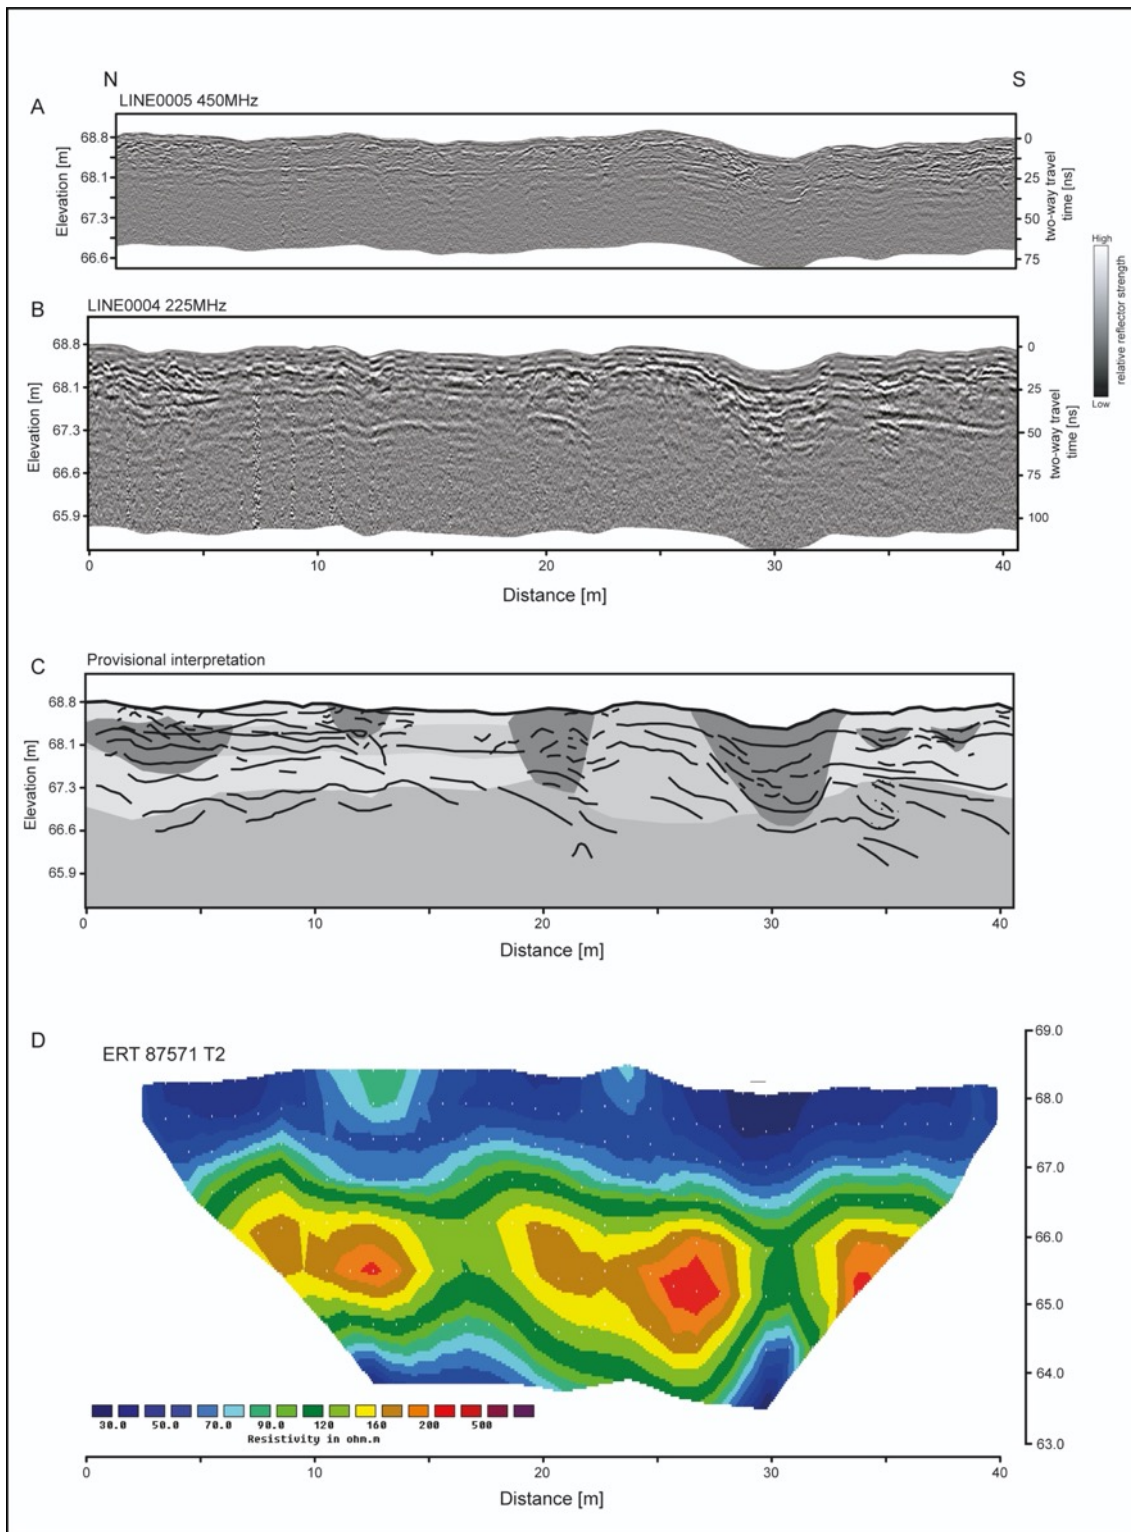 N S
A LINE0005 450MHz
68.8
68.1
67.3
66.6
Elevation [m]
0
25
50
75
two-way travel
time [ns]
High
relative reflector strength
Low
B LINE0004 225MHz
68.8
68.1
67.3
66.6
65.9
Elevation [m]
0
25
50
75
100
two-way travel
time [ns]
0 10 20 30 40
Distance [m]
C Provisional interpretation
68.8
68.1
67.3
66.6
65.9
Elevation [m]
0 10 20 30 40
Distance [m]
D ERT 87571 T2
69.0
68.0
67.0
66.0
65.0
64.0
63.0
30.0 50.0 70.0 90.0 120 160 200 500
Resistivity in ohm.m
0 10 20 30 40
Distance [m]